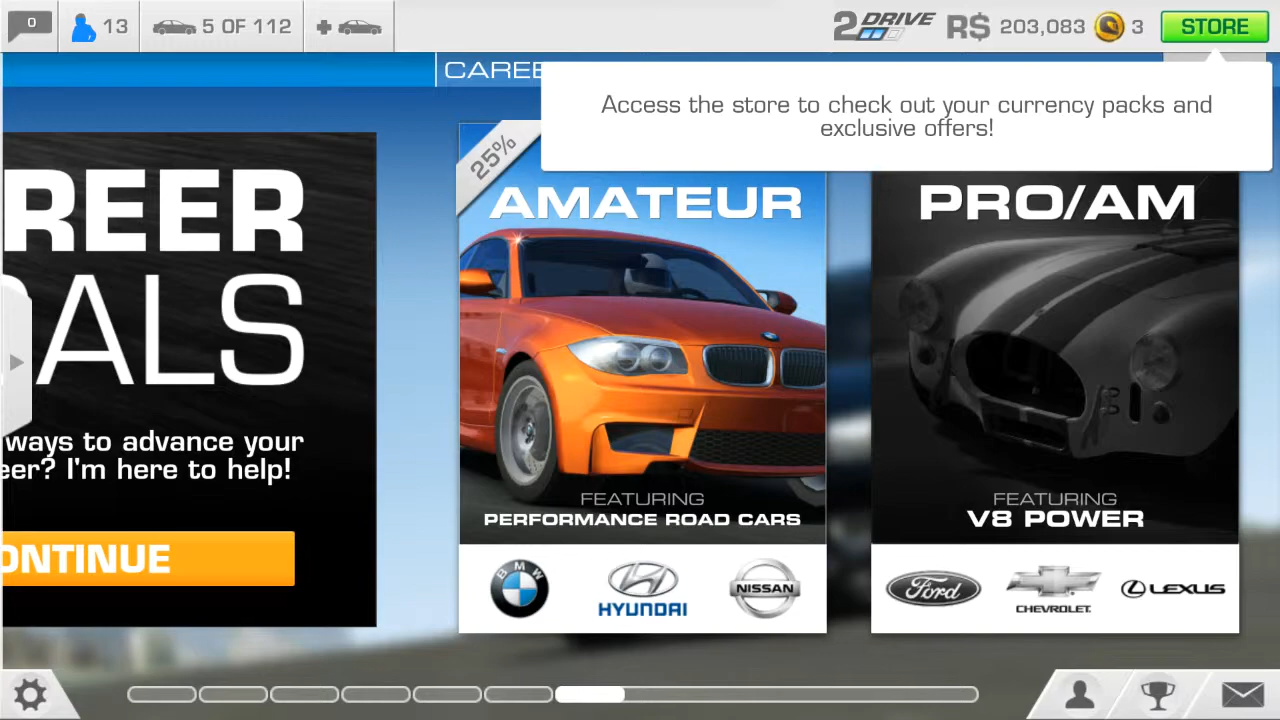 0
13
5 OF 112
+
2DRIVE
R$ 203,083
3
STORE
CAREE
Access the store to check out your currency packs and
exclusive offers!
REER
ALS
ways to advance your
eer? I'm here to help!
ONTINUE
25%
AMATEUR
FEATURING
PERFORMANCE ROAD CARS
BMW
HYUNDAI
NISSAN
PRO/AM
FEATURING
V8 POWER
Ford
CHEVROLET
LEXUS